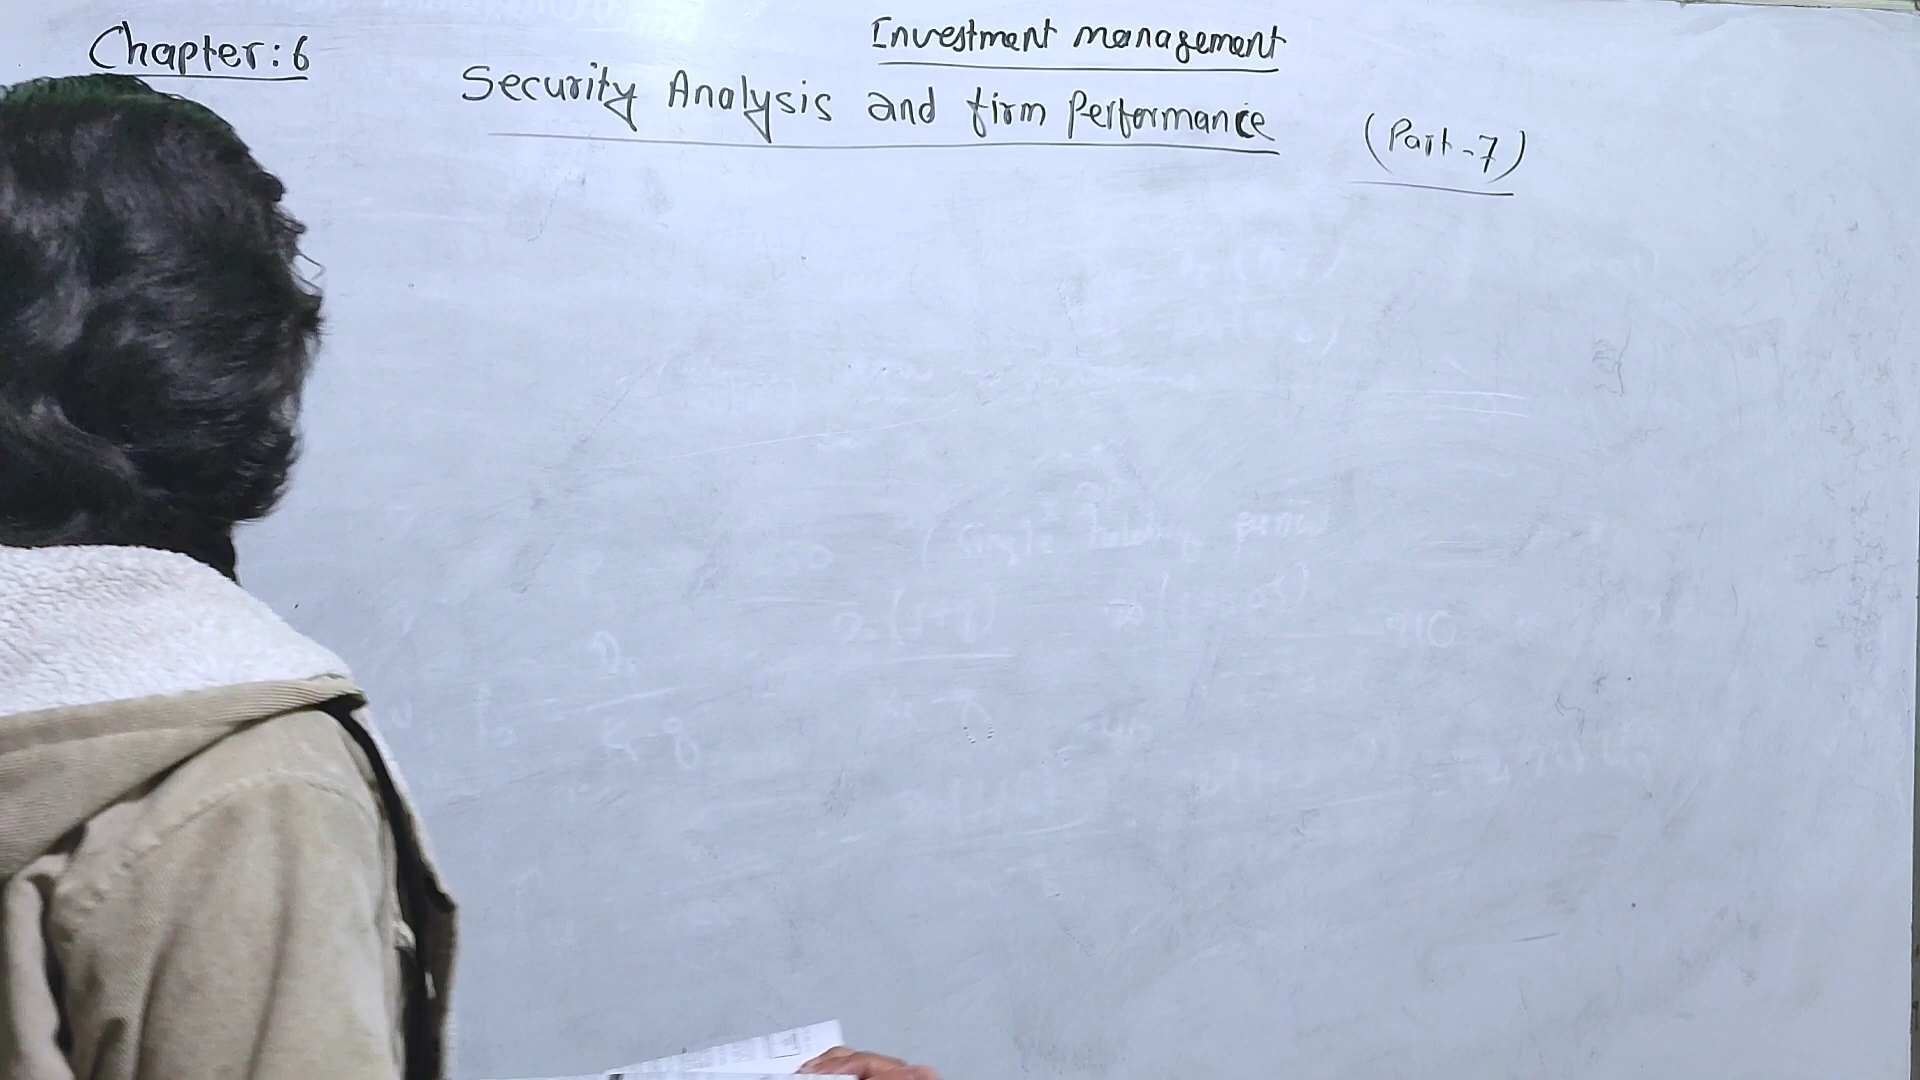 Investment management
Chapter: 6
Security Analysis and firm Performance
(Part-7)